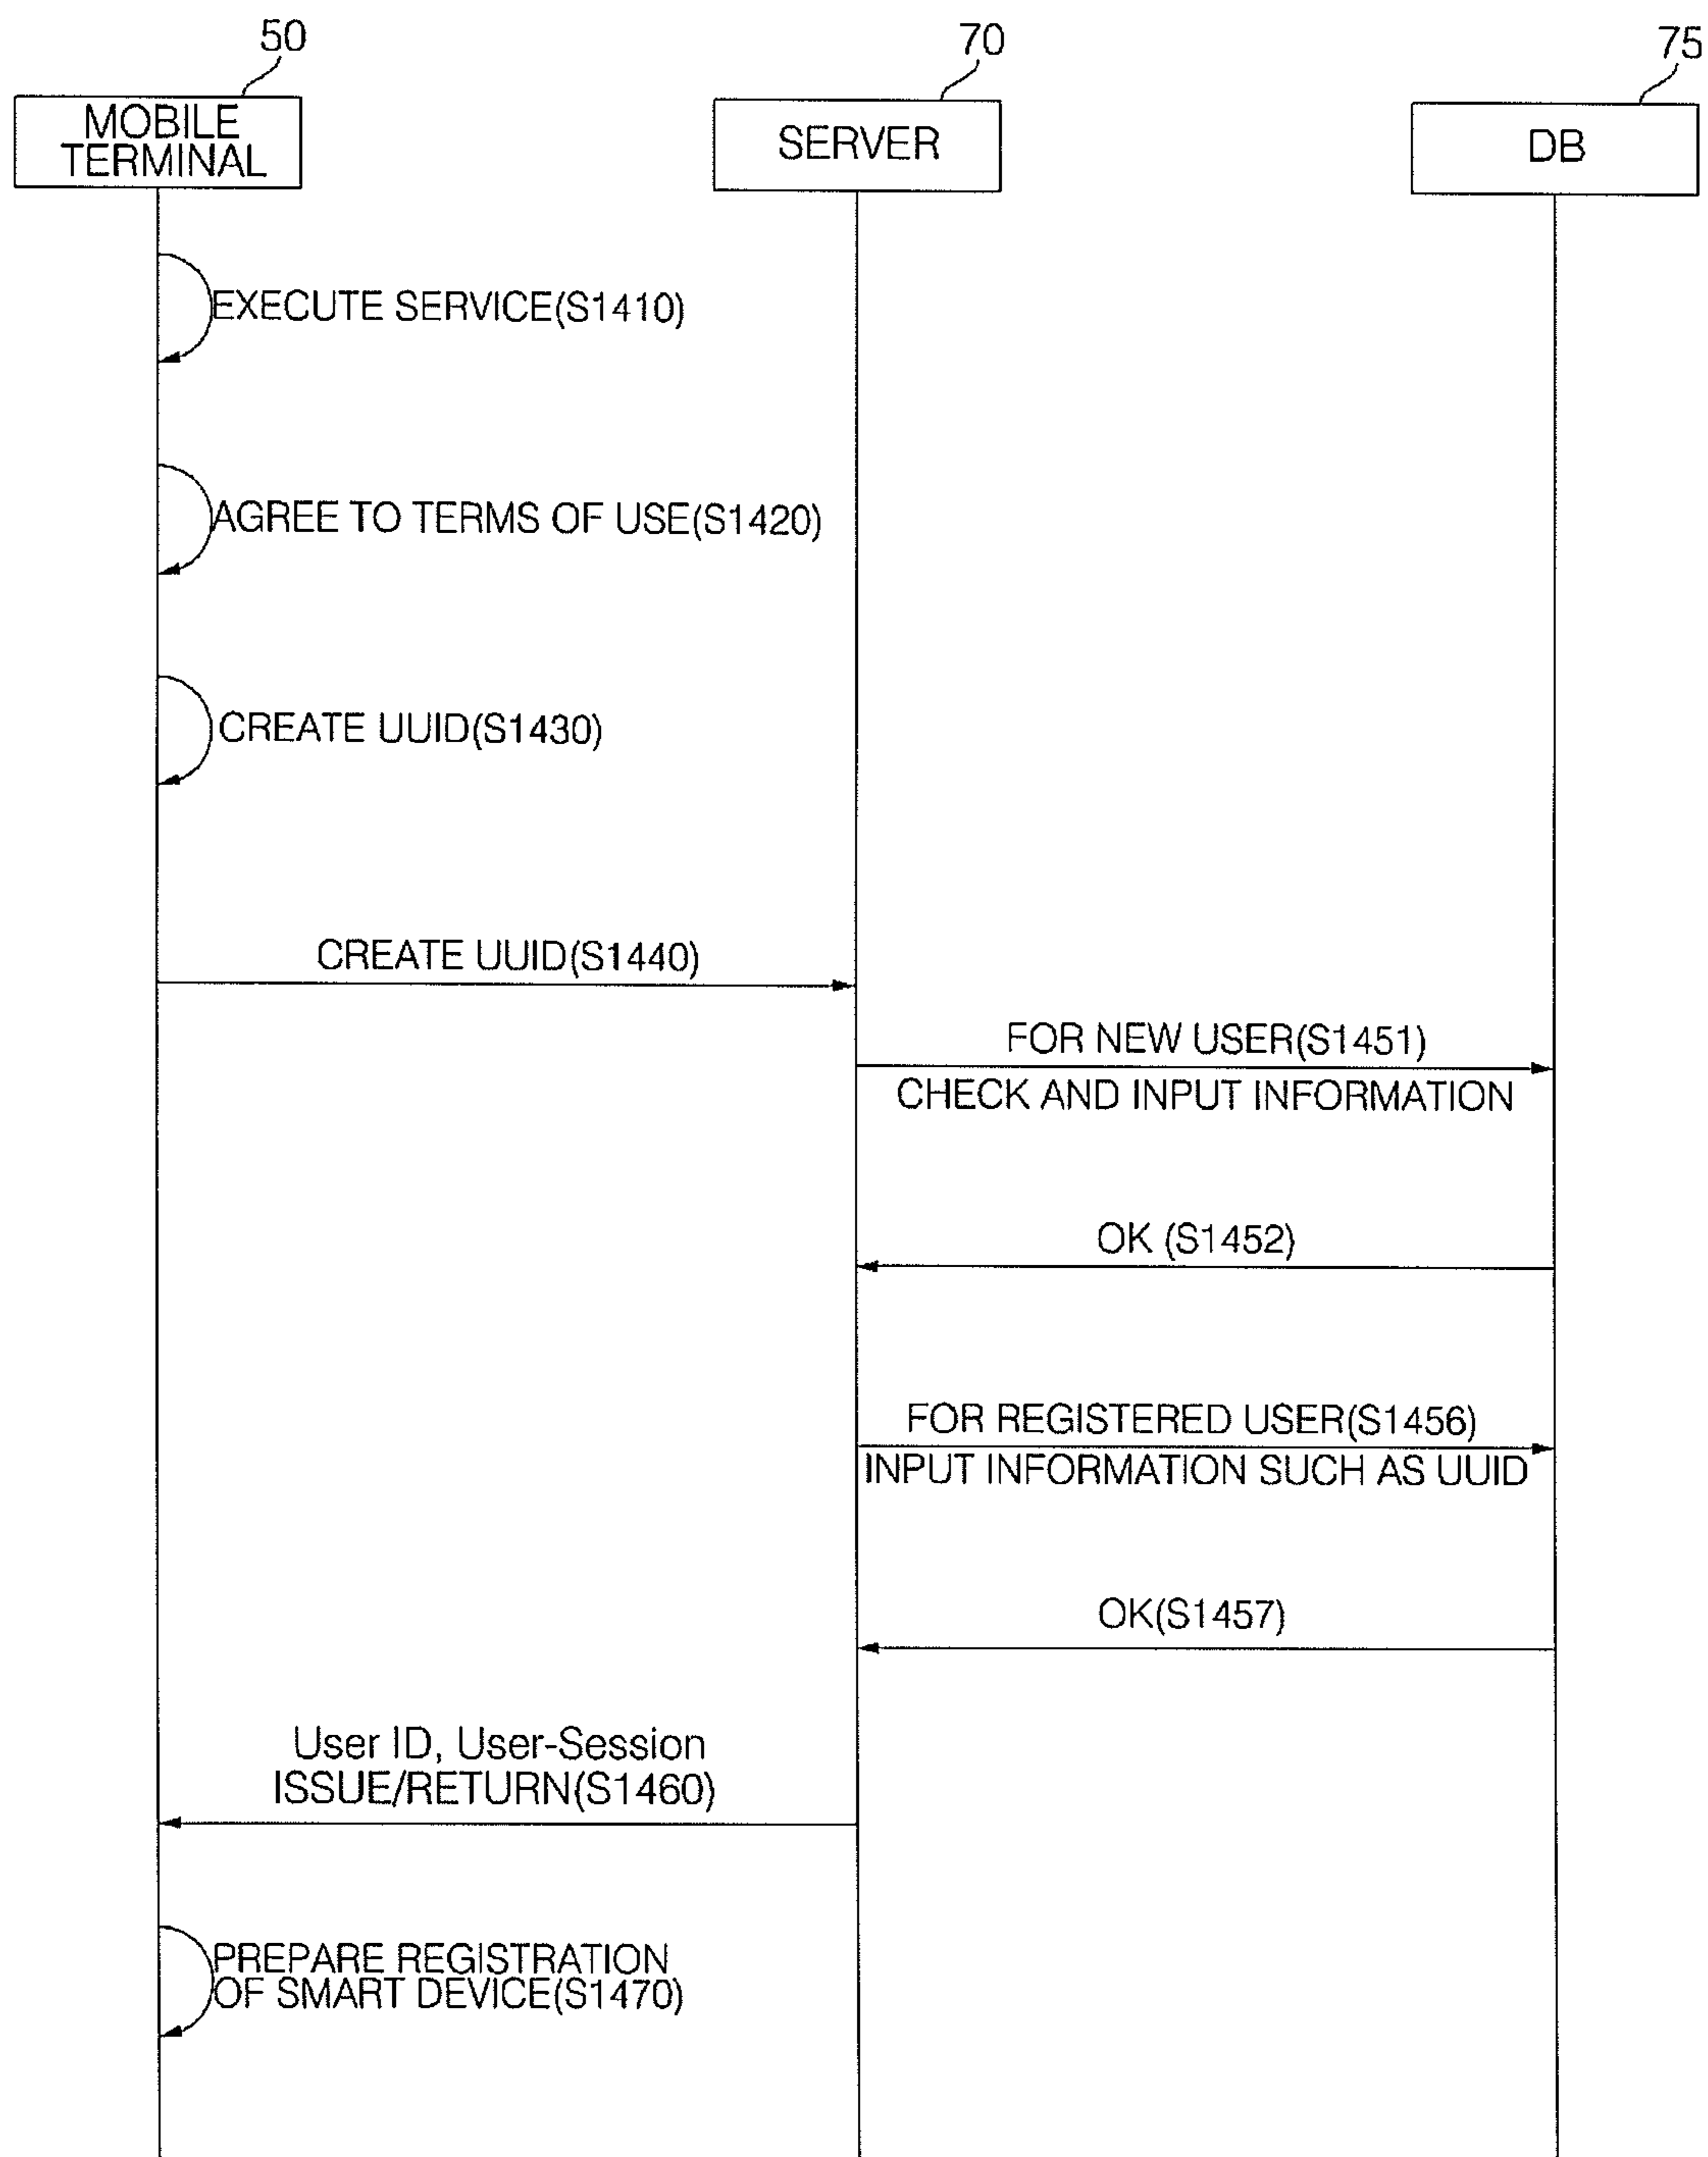 50
70
75
MOBILE
TERMINAL
SERVER
DB
EXECUTE SERVICE(S1410)
AGREE TO TERMS OF USE(S1420)
CREATE UUID(S1430)
CREATE UUID(S1440)
FOR NEW USER(S1451)
CHECK AND INPUT INFORMATION
OK (S1452)
FOR REGISTERED USER(S1456)
INPUT INFORMATION SUCH AS UUID
OK(S1457)
User ID, User-Session
ISSUE/RETURN(S1460)
PREPARE REGISTRATION
OF SMART DEVICE(S1470)